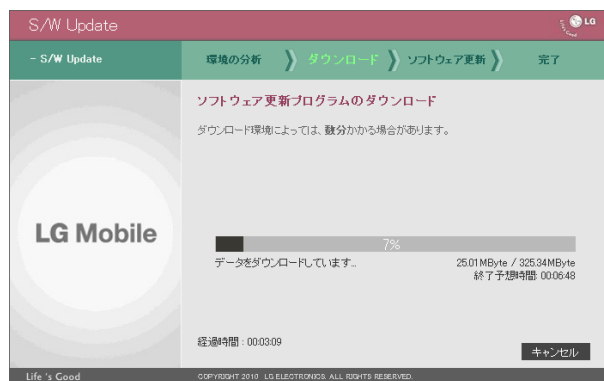 S/W Update
Life's Good LG
- S/W Update
環境の分析 》 ダウンロード 》 ソフトウェア更新 》 完了
ソフトウェア更新プログラムのダウンロード
ダウンロード環境によっては、数分かかる場合があります。
LG Mobile
7%
データをダウンロードしています...
25.01MByte / 325.34MByte
終了予想時間: 00:06:48
経過時間 : 00:03:09
キャンセル
Life 's Good
COPYRIGHT 2010 LG ELECTRONICS. ALL RIGHTS RESERVED.